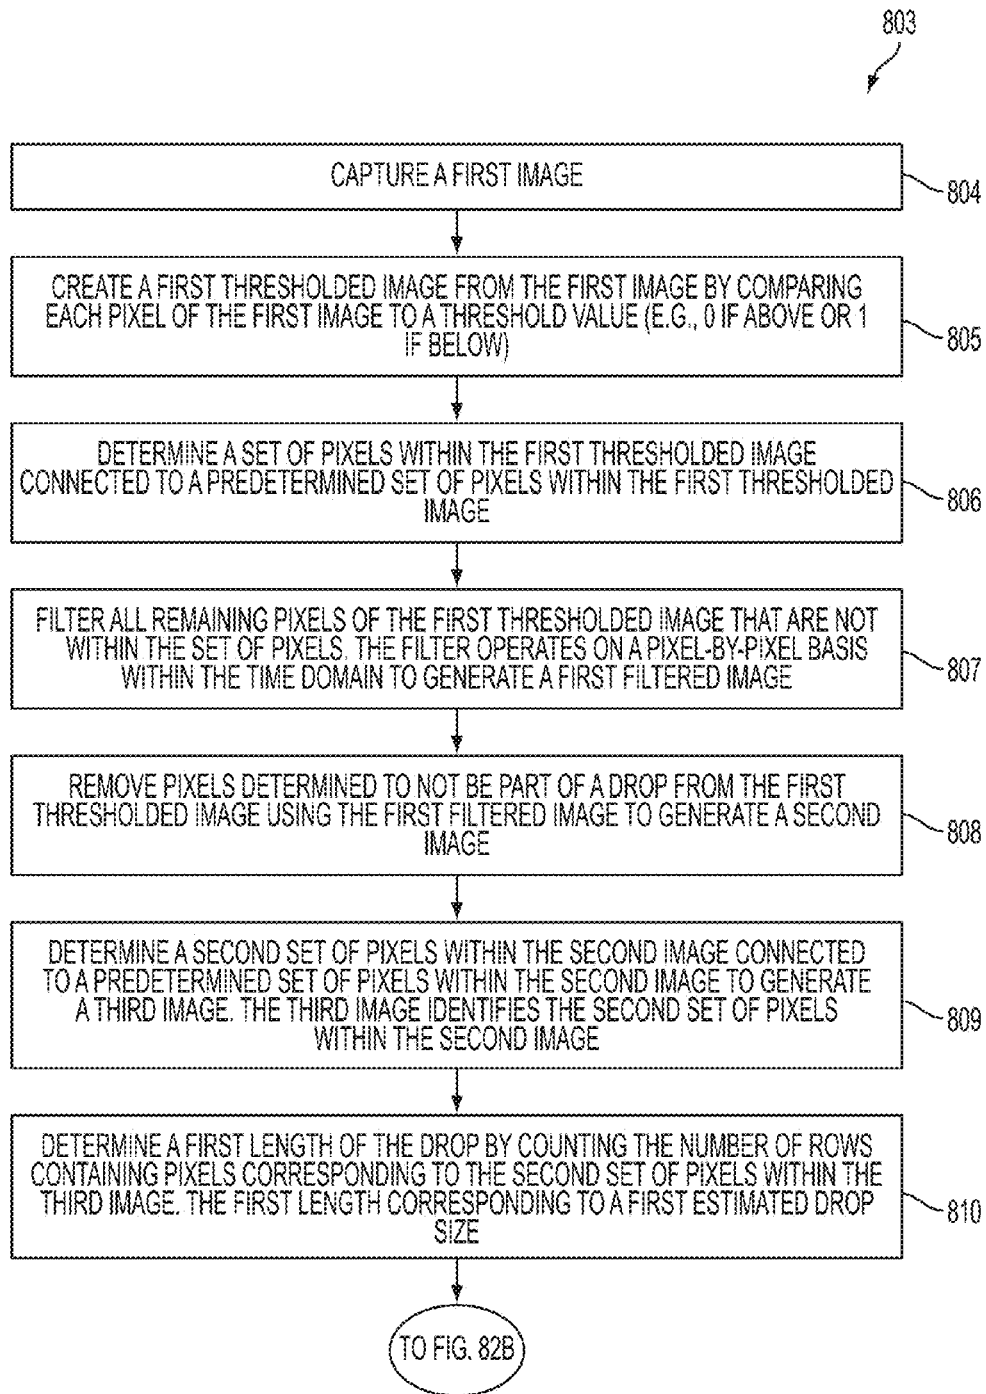 803
CAPTURE A FIRST IMAGE
804
CREATE A FIRST THRESHOLDED IMAGE FROM THE FIRST IMAGE BY COMPARING
EACH PIXEL OF THE FIRST IMAGE TO A THRESHOLD VALUE (E.G., 0 IF ABOVE OR 1
IF BELOW)
805
DETERMINE A SET OF PIXELS WITHIN THE FIRST THRESHOLDED IMAGE
CONNECTED TO A PREDETERMINED SET OF PIXELS WITHIN THE FIRST THRESHOLDED
IMAGE
806
FILTER ALL REMAINING PIXELS OF THE FIRST THRESHOLDED IMAGE THAT ARE NOT
WITHIN THE SET OF PIXELS. THE FILTER OPERATES ON A PIXEL-BY-PIXEL BASIS
WITHIN THE TIME DOMAIN TO GENERATE A FIRST FILTERED IMAGE
807
REMOVE PIXELS DETERMINED TO NOT BE PART OF A DROP FROM THE FIRST
THRESHOLDED IMAGE USING THE FIRST FILTERED IMAGE TO GENERATE A SECOND
IMAGE
808
DETERMINE A SECOND SET OF PIXELS WITHIN THE SECOND IMAGE CONNECTED
TO A PREDETERMINED SET OF PIXELS WITHIN THE SECOND IMAGE TO GENERATE
A THIRD IMAGE. THE THIRD IMAGE IDENTIFIES THE SECOND SET OF PIXELS
WITHIN THE SECOND IMAGE
809
DETERMINE A FIRST LENGTH OF THE DROP BY COUNTING THE NUMBER OF ROWS
CONTAINING PIXELS CORRESPONDING TO THE SECOND SET OF PIXELS WITHIN THE
THIRD IMAGE. THE FIRST LENGTH CORRESPONDING TO A FIRST ESTIMATED DROP
SIZE
810
TO FIG. 82B